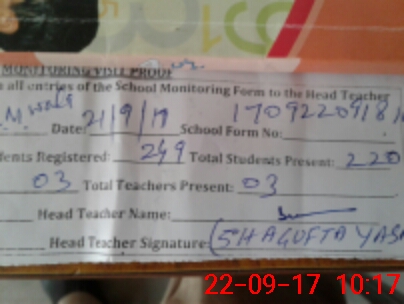 MONITORING VISIT PROOF
all entries of the School Monitoring Form to the Head Teacher
Date: 21/9/17 School Form No: 170922091818
Registered: 249 Total Students Present: 220
03 Total Teachers Present: 03
Head Teacher Name:
Head Teacher Signature: (SHAGUFTA YAS
22-09-17 10:17